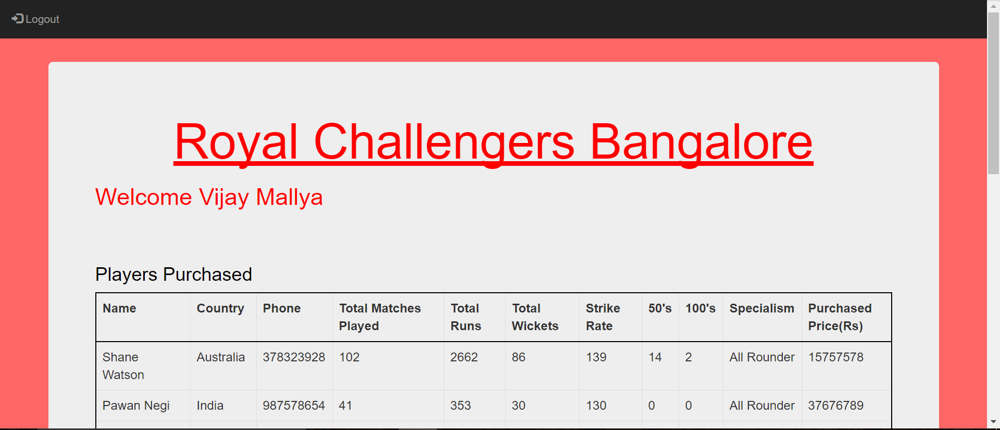 Logout
Royal Challengers Bangalore
Welcome Vijay Mallya
Players Purchased
Name Country Phone Total Matches Played Total Runs Total Wickets Strike Rate 50's 100's Specialism Purchased Price(Rs)
Shane Watson Australia 378323928 102 2662 86 139 14 2 All Rounder 15757578
Pawan Negi India 987578654 41 353 30 130 0 0 All Rounder 37676789